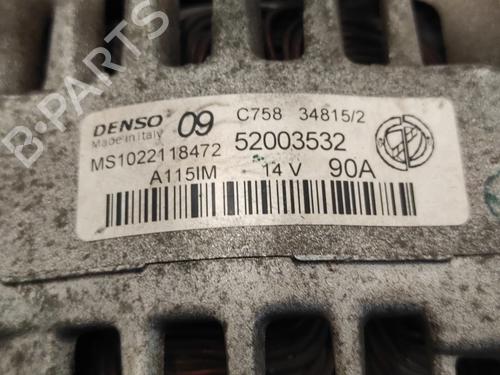 DENSO 09 C758 34815/2
Made in Italy
MS1022118472 52003532
A115IM 14 V 90A
B-PARTS